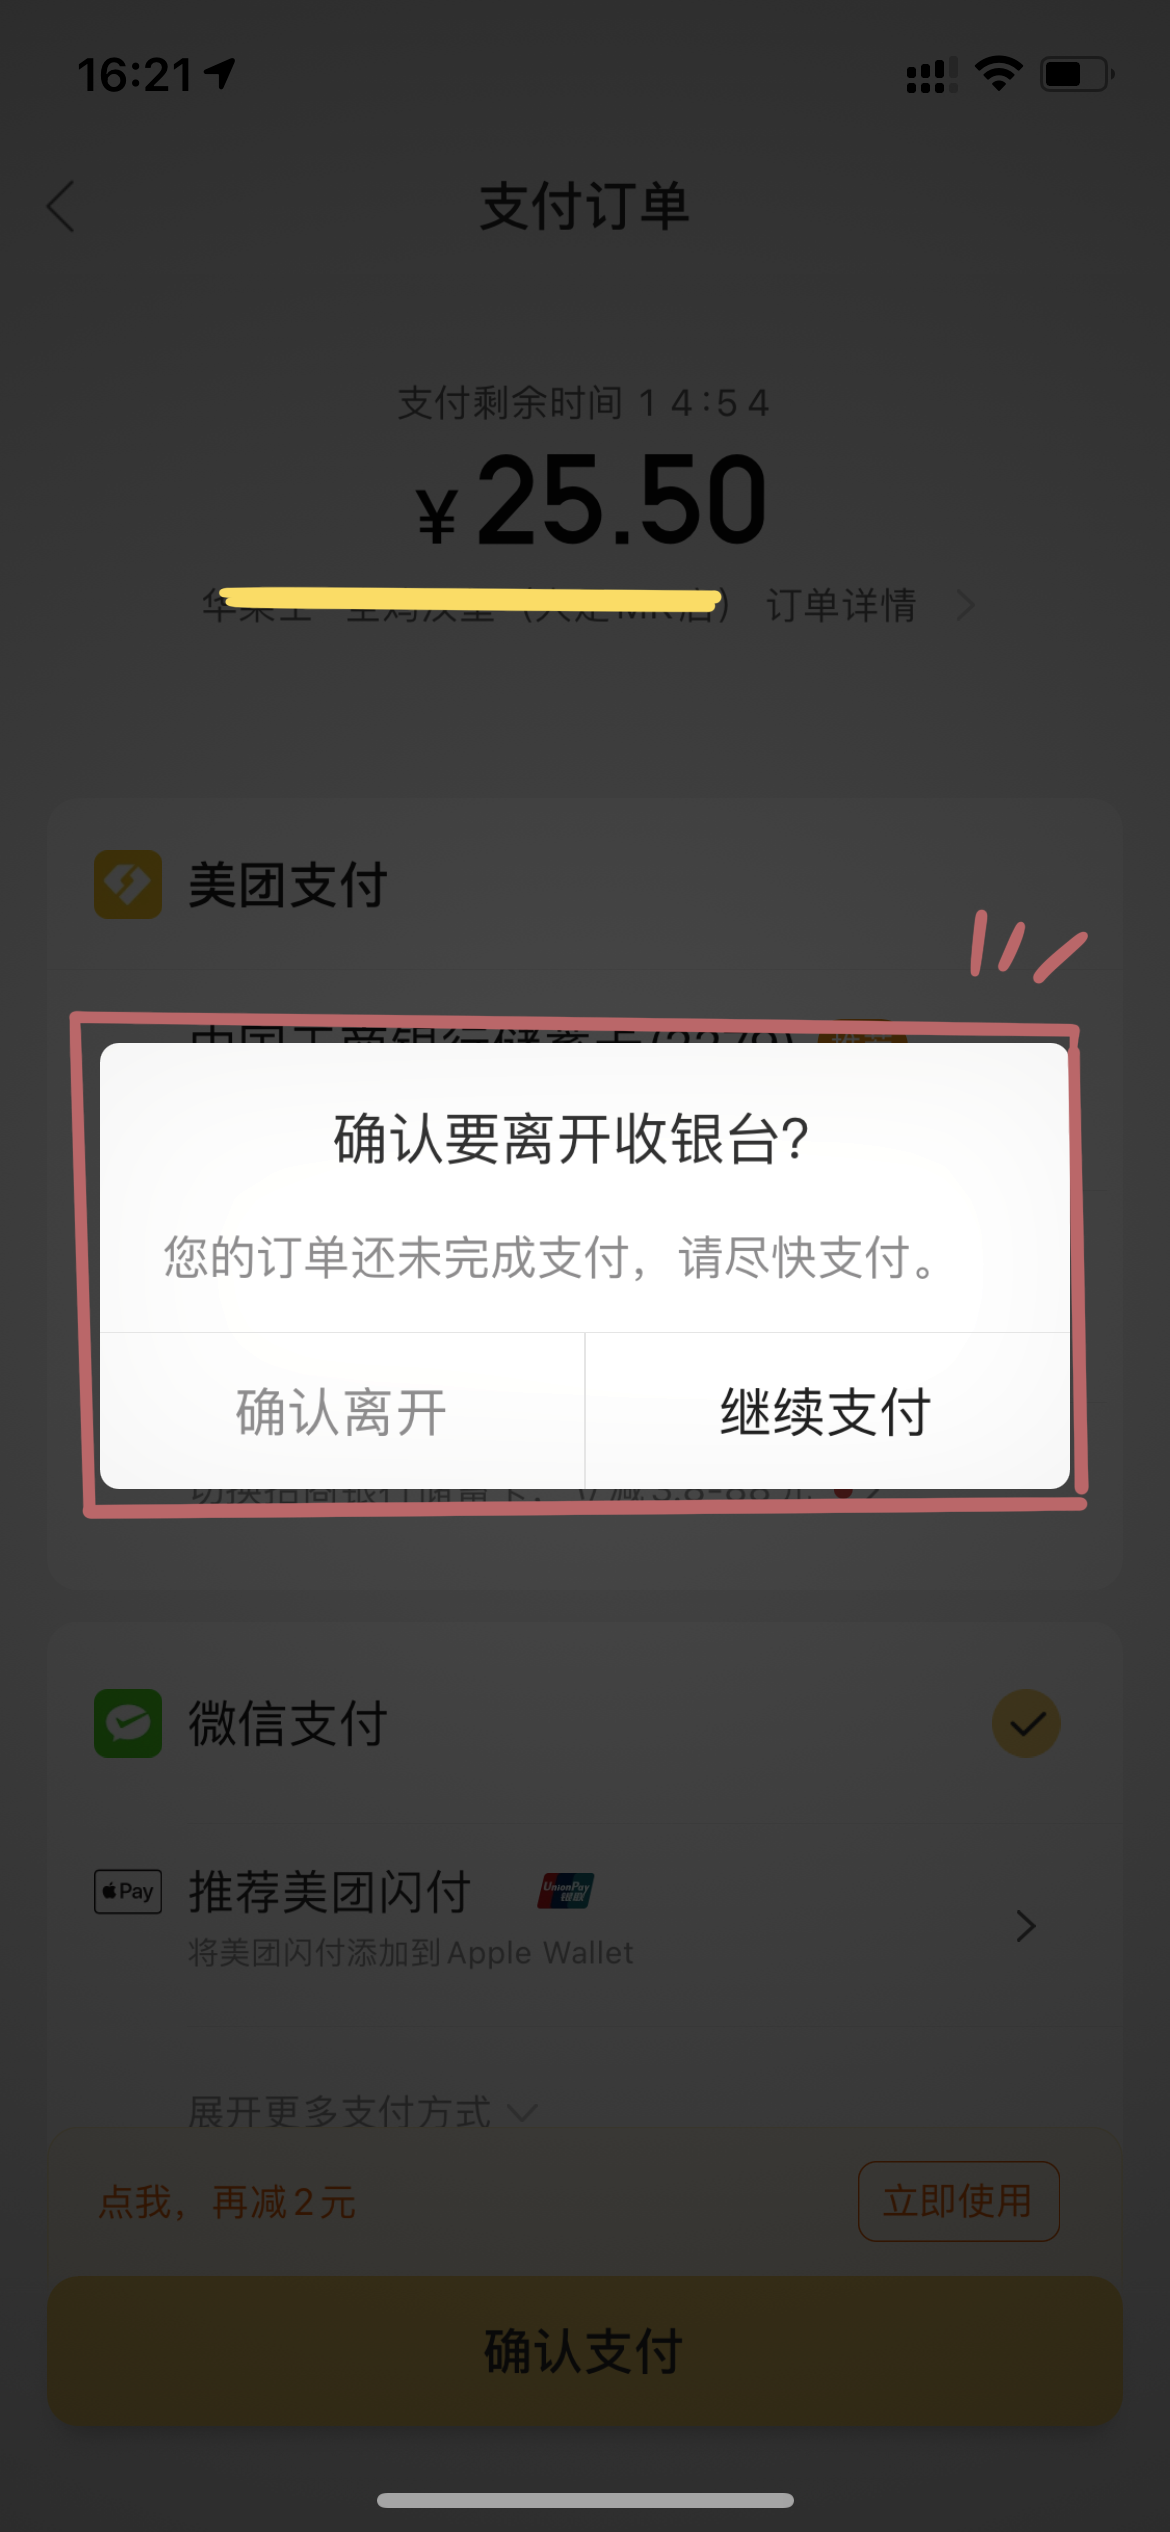 16:21
支付订单
支付剩余时间 14:54
¥25.50
订单详情
美团支付
确认要离开收银台?
您的订单还未完成支付，请尽快支付。
确认离开
继续支付
微信支付
Pay 推荐美团闪付 UnionPay 银联
将美团闪付添加到Apple Wallet
展开更多支付方式
点我，再减2元
立即使用
确认支付